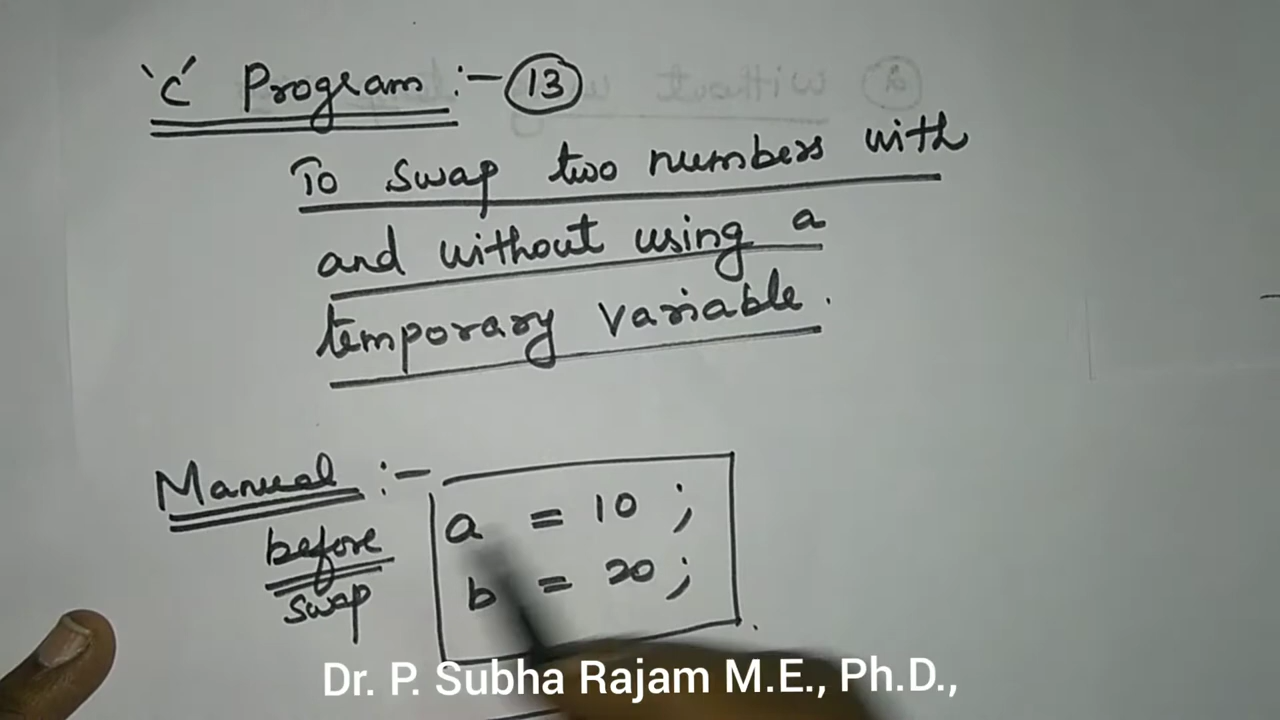 'C' Program :- 13
To swap two numbers with
and without using a
temporary variable.
Manual :-
before
swap
a = 10 ;
b = 20 ;
Dr. P. Subha Rajam M.E., Ph.D.,